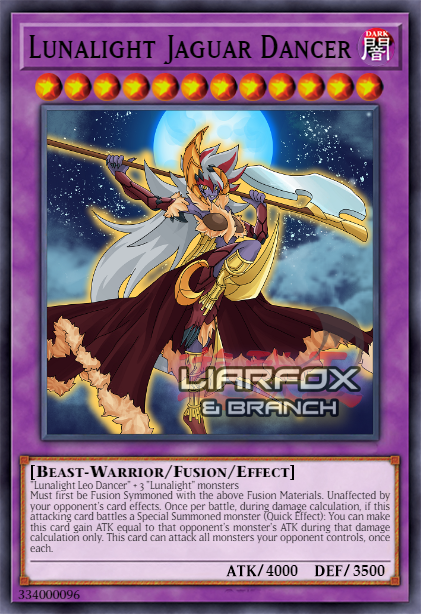 Lunalight Jaguar Dancer
DARK
闇
LIARFOX
& BRANCH
[Beast-Warrior/Fusion/Effect]
"Lunalight Leo Dancer" + 3 "Lunalight" monsters
Must first be Fusion Summoned with the above Fusion Materials. Unaffected by
your opponent's card effects. Once per battle, during damage calculation, if this
attacking card battles a Special Summoned monster (Quick Effect): You can make
this card gain ATK equal to that opponent's monster's ATK during that damage
calculation only. This card can attack all monsters your opponent controls, once
each.
ATK/4000 DEF/3500
334000096